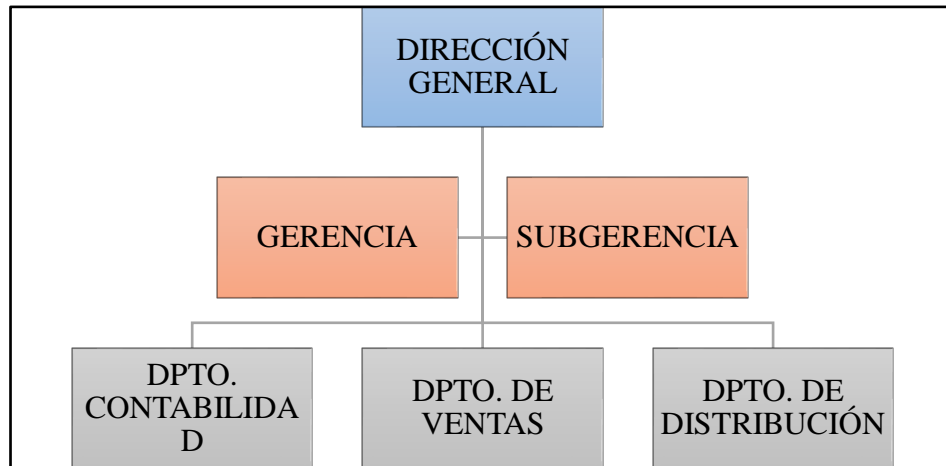 DIRECCIÓN
GENERAL
GERENCIA
SUBGERENCIA
DPTO.
CONTABILIDA
D
DPTO. DE
VENTAS
DPTO. DE
DISTRIBUCIÓN